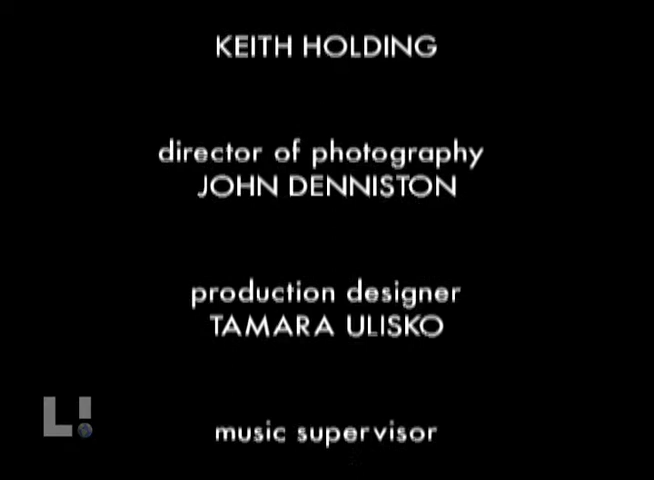 KEITH HOLDING
director of photography
JOHN DENNISTON
production designer
TAMARA ULISKO
L!
music supervisor